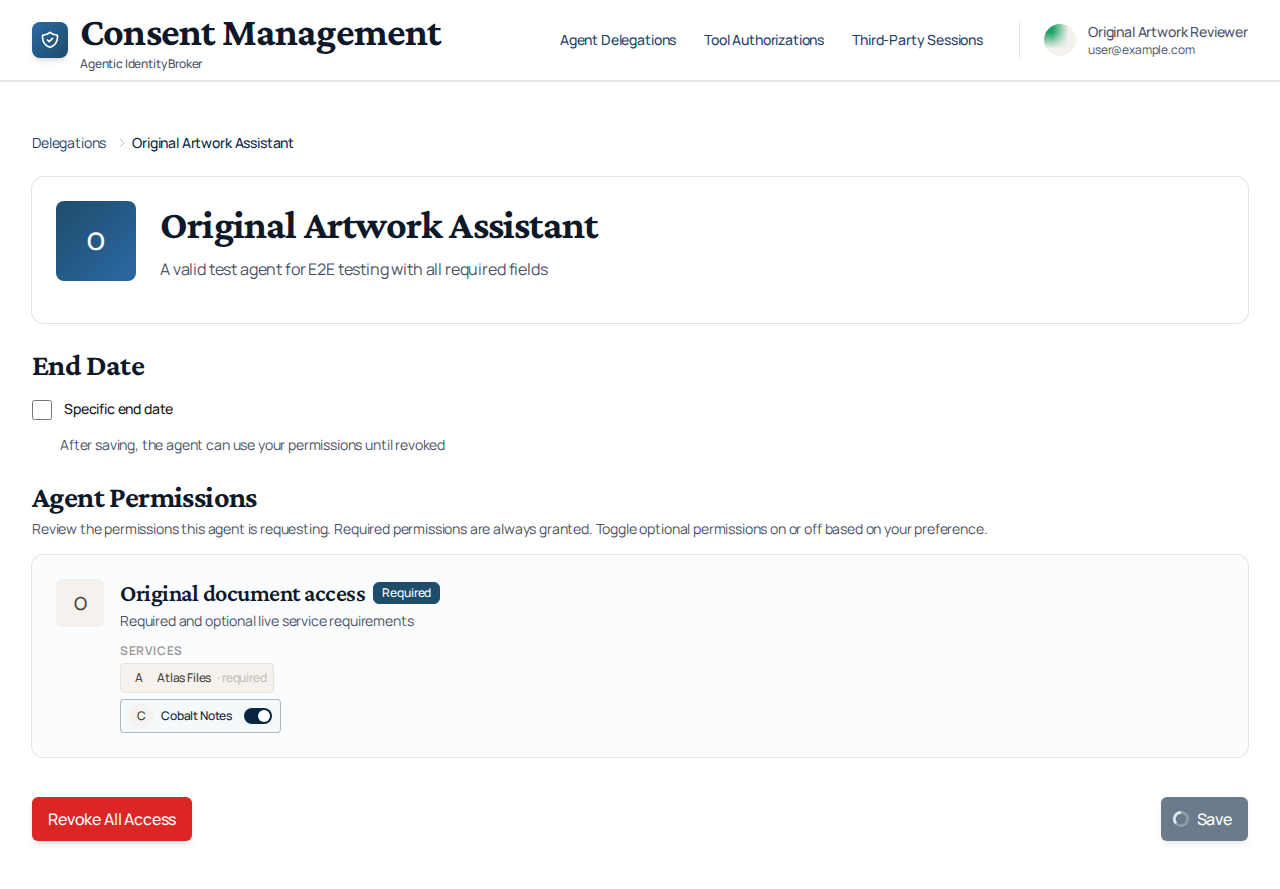 Consent Management
Agentic IdentityBroker
Agent Delegations
Tool Authorizations
Third-Party Sessions
Original Artwork Reviewer
user@example.com
Delegations
Original Artwork Assistant
O
Original Artwork Assistant
A valid test agent for E2E testing with all required fields
End Date
Specific end date
After saving, the agent can use your permissions until revoked
Agent Permissions
Review the permissions this agent is requesting. Required permissions are always granted. Toggle optional permissions on or off based on your preference.
O
Original document access
Required
Required and optional live service requirements
SERVICES
A Atlas Files · required
C Cobalt Notes
Revoke All Access
Save